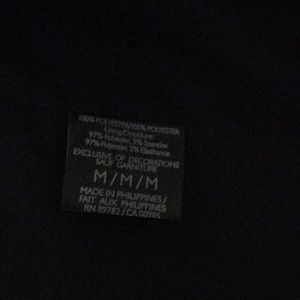 100% POLYESTER/100% POLYESTER
Lining/Doublure:
97% Polyester, 3% Spandex
97% Polyester, 3% Elasthanne
EXCLUSIVE OF DECORATIONS
SAUF GARNITURE
M/M/M
MADE IN PHILIPPINES/
FAIT AUX PHILIPPINES
RN 89782 / CA 00985